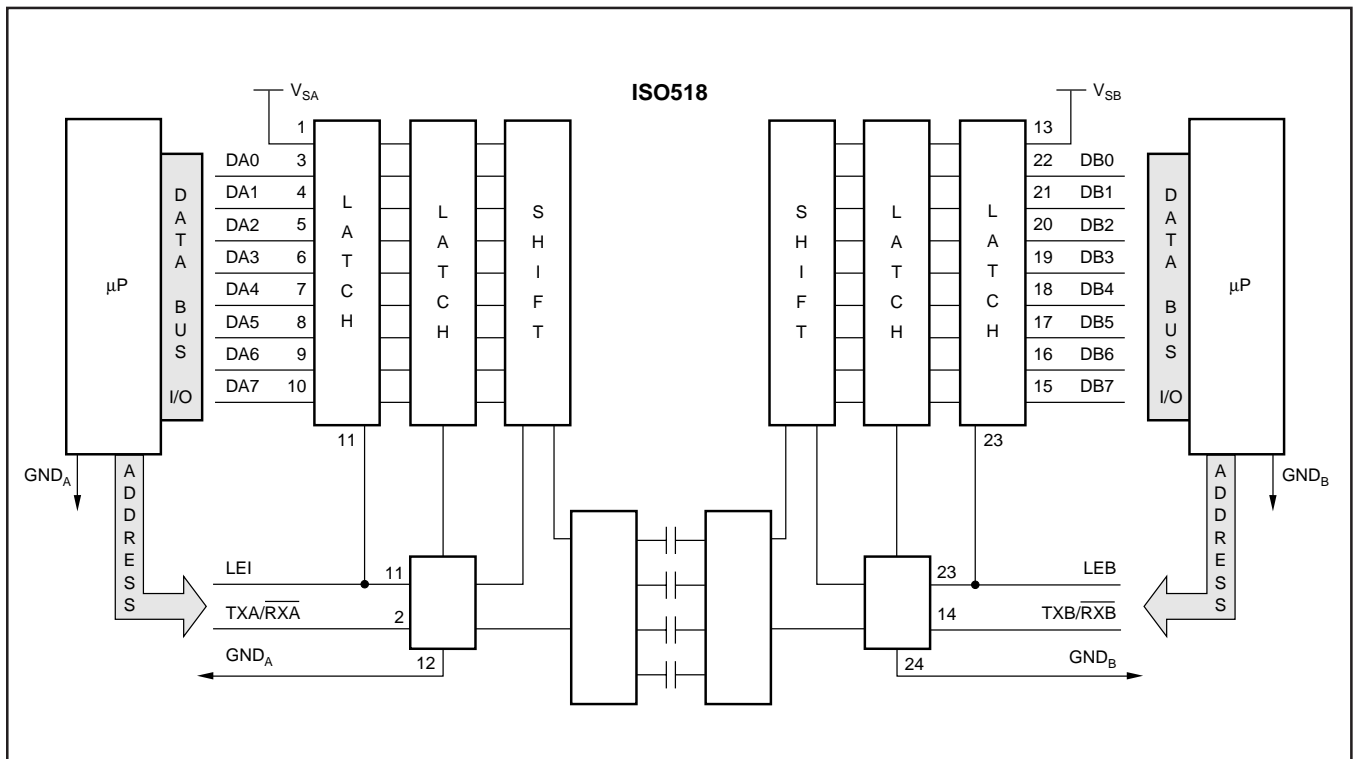 ISO518
V_SA
1
DA0 3
DA1 4
DA2 5
DA3 6
DA4 7
DA5 8
DA6 9
DA7 10
11
LATCH
LATCH
SHIFT
μP
DATA BUS I/O
GND_A
ADDRESS
LEI 11
TXA/R̅X̅A̅ 2
GND_A 12
V_SB
13
22 DB0
21 DB1
20 DB2
19 DB3
18 DB4
17 DB5
16 DB6
15 DB7
23
SHIFT
LATCH
LATCH
DATA BUS I/O
μP
GND_B
ADDRESS
23 LEB
14 TXB/R̅X̅B̅
24 GND_B